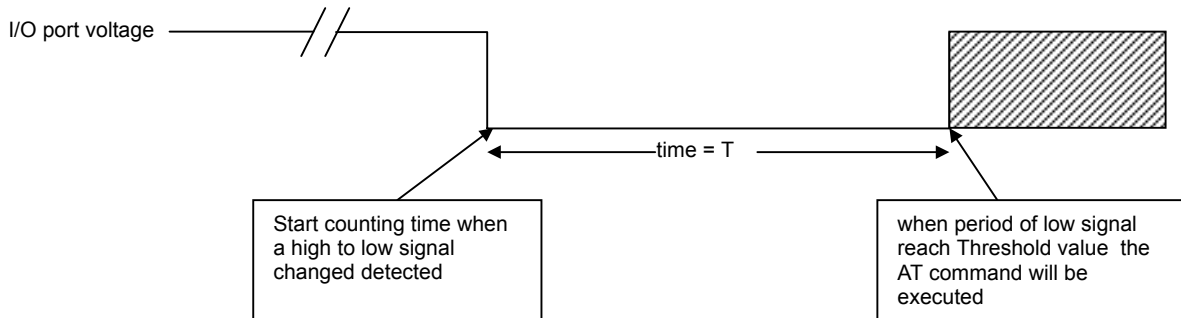 I/O port voltage
time = T
Start counting time when
a high to low signal
changed detected
when period of low signal
reach Threshold value the
AT command will be
executed